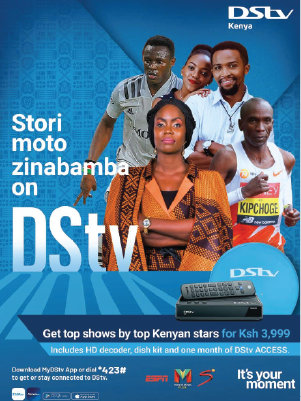 DStv
Kenya
Stori
moto
zinabamba
on
DStv
KIPCHOGE
DStv
Get top shows by top Kenyan stars for Ksh 3,999
Includes HD decoder, dish kit and one month of DStv ACCESS.
Download MyDStv App or dial *423#
to get or stay connected to DStv.
ESPN
It's your
moment